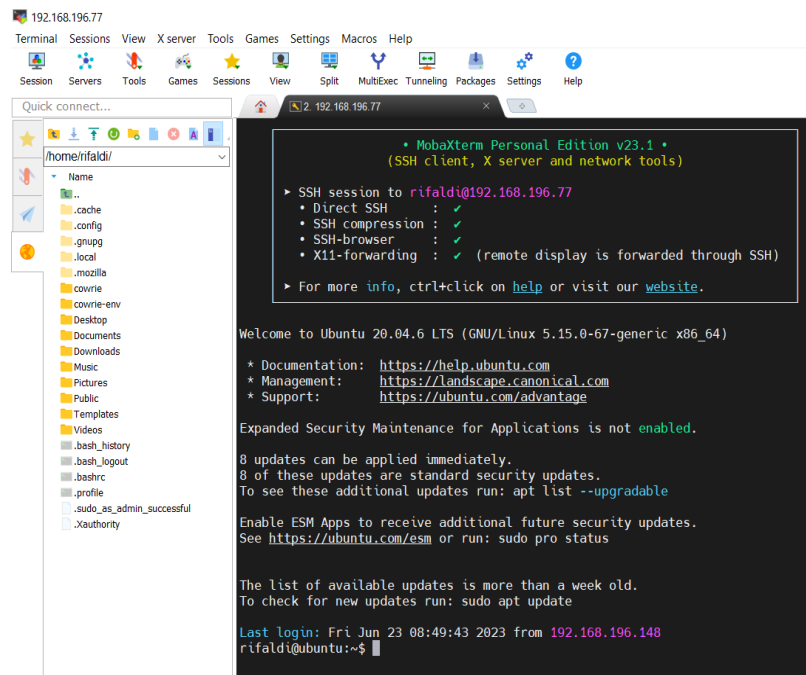 192.168.196.77
Terminal Sessions View X server Tools Games Settings Macros Help
Session Servers Tools Games Sessions View Split MultiExec Tunneling Packages Settings Help
Quick connect...
2. 192.168.196.77
/home/rifaldi/
Name
..
.cache
.config
.gnupg
.local
.mozilla
cowrie
cowrie-env
Desktop
Documents
Downloads
Music
Pictures
Public
Templates
Videos
.bash_history
.bash_logout
.bashrc
.profile
.sudo_as_admin_successful
.Xauthority
• MobaXterm Personal Edition v23.1 •
(SSH client, X server and network tools)
➤ SSH session to rifaldi@192.168.196.77
• Direct SSH : ✔
• SSH compression : ✔
• SSH-browser : ✔
• X11-forwarding : ✔ (remote display is forwarded through SSH)
➤ For more info, ctrl+click on help or visit our website.
Welcome to Ubuntu 20.04.6 LTS (GNU/Linux 5.15.0-67-generic x86_64)
* Documentation: https://help.ubuntu.com
* Management: https://landscape.canonical.com
* Support: https://ubuntu.com/advantage
Expanded Security Maintenance for Applications is not enabled.
8 updates can be applied immediately.
8 of these updates are standard security updates.
To see these additional updates run: apt list --upgradable
Enable ESM Apps to receive additional future security updates.
See https://ubuntu.com/esm or run: sudo pro status
The list of available updates is more than a week old.
To check for new updates run: sudo apt update
Last login: Fri Jun 23 08:49:43 2023 from 192.168.196.148
rifaldi@ubuntu:~$